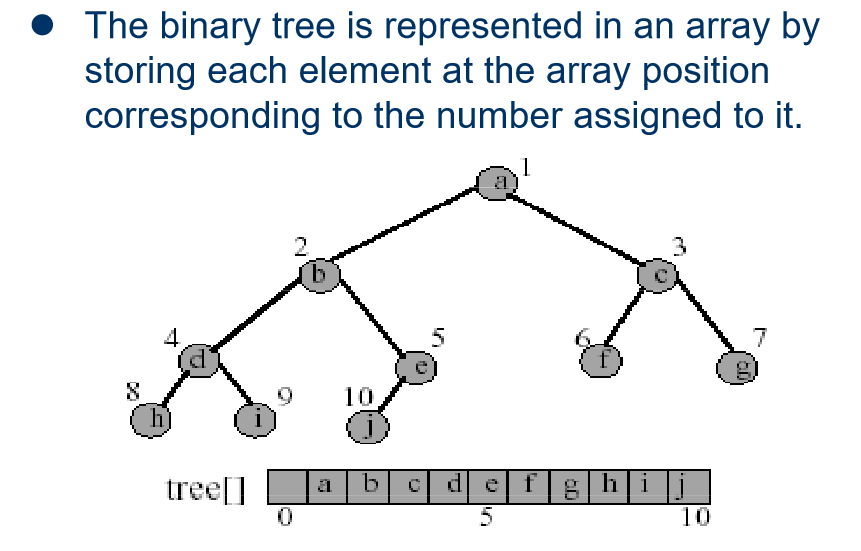 The binary tree is represented in an array by
storing each element at the array position
corresponding to the number assigned to it.
a 1
2 3
b c
4 5 6 7
d e f g
8 9 10
h i j
tree[] a b c d e f g h i j
0 5 10